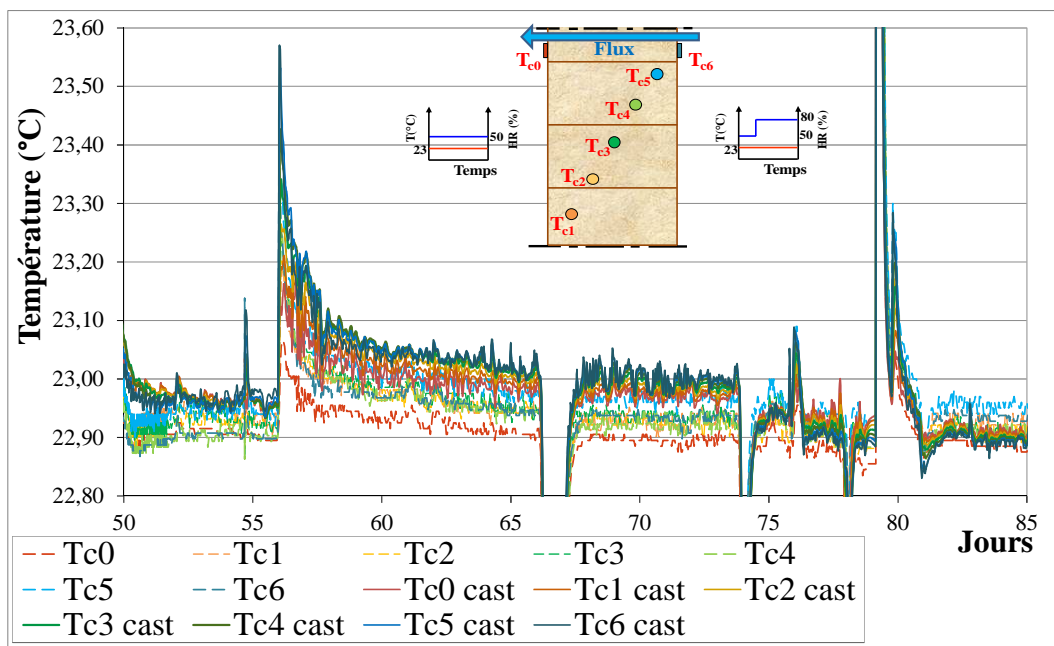 23,60
23,50
23,40
23,30
23,20
23,10
23,00
22,90
22,80
Température (°C)
50 55 60 65 70 75 80 85
Jours
Flux
Tc0
Tc6
Tc5
Tc4
Tc3
Tc2
Tc1
T(°C)
23
50
HR (%)
Temps
T(°C)
23
80
50
HR (%)
Temps
Tc0 Tc1 Tc2 Tc3 Tc4
Tc5 Tc6 Tc0 cast Tc1 cast Tc2 cast
Tc3 cast Tc4 cast Tc5 cast Tc6 cast